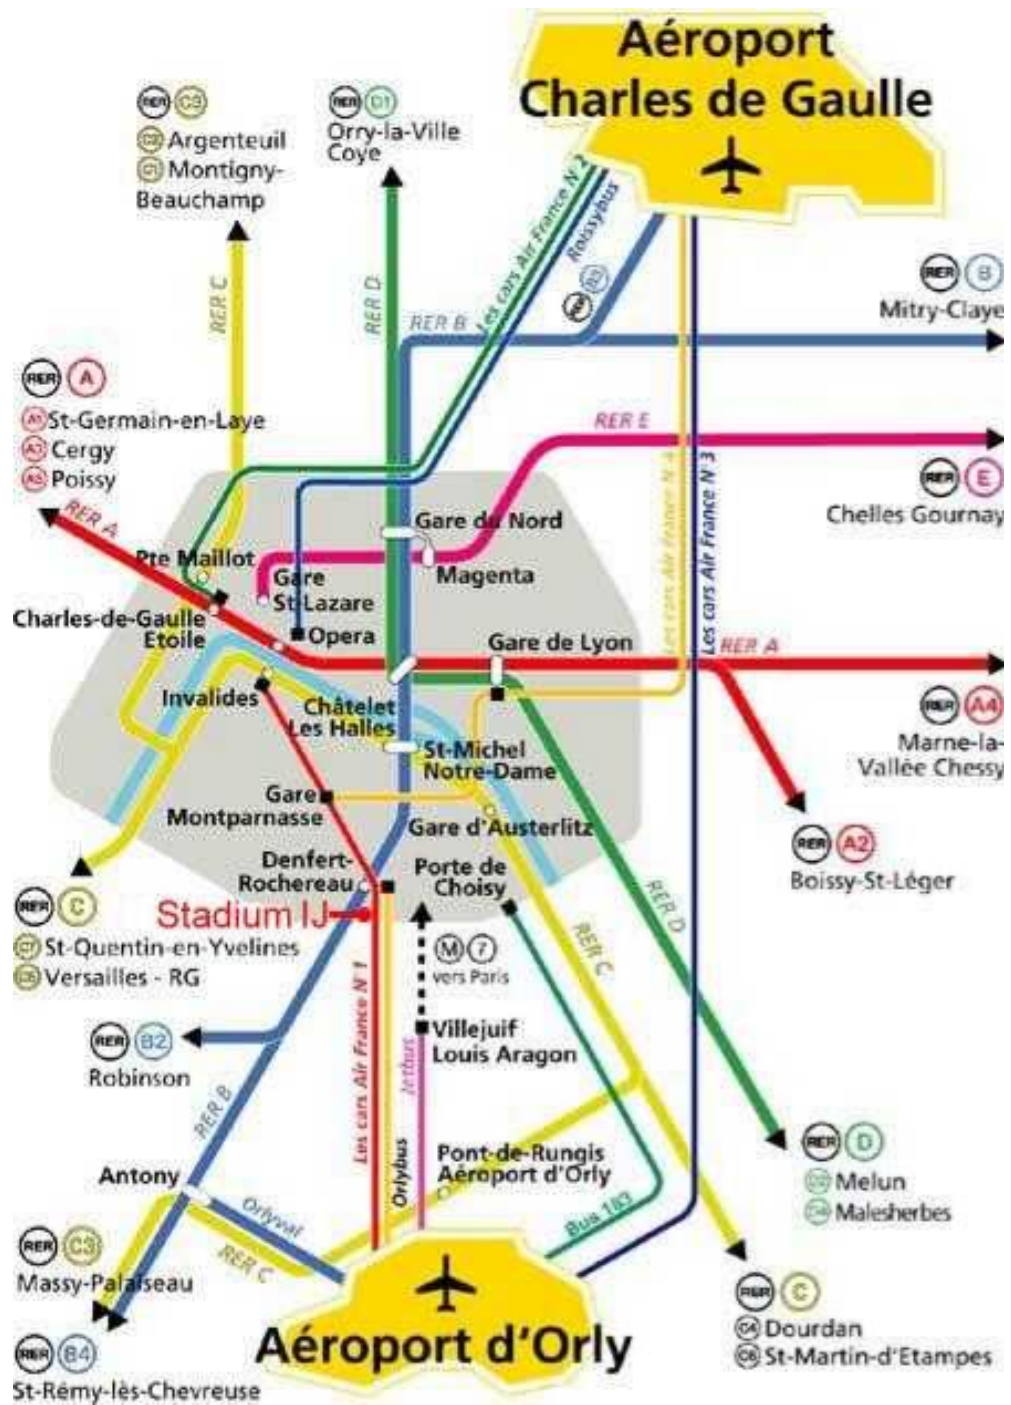 Aéroport
Charles de Gaulle
RER C3
Argenteuil
C1 Montigny-
Beauchamp
RER D1
Orry-la-Ville
Coye
RER C
RER D
RER B
Les cars Air France N°2
Roissybus
RER B3
RER B
Mitry-Claye
RER A
A1 St-Germain-en-Laye
A3 Cergy
A5 Poissy
RER A
RER E
RER E
Chelles Gournay
Les cars Air France N°4
Les cars Air France N°3
Gare du Nord
Magenta
Pte Maillot
Gare
St-Lazare
Charles-de-Gaulle
Etoile
Opera
Gare de Lyon
RER A
Invalides
Châtelet
Les Halles
St-Michel
Notre-Dame
RER A4
Marne-la-
Vallée Chessy
Gare
Montparnasse
Gare d'Austerlitz
RER A2
Boissy-St-Léger
Denfert-
Rochereau
Porte de
Choisy
Stadium IJ
RER C
C7 St-Quentin-en-Yvelines
Versailles - RG
M 7
vers Paris
RER C
RER D
Villejuif
Louis Aragon
RER B2
Robinson
RER B
Les cars Air France N°1
Orlybus
Jetbus
Pont-de-Rungis
Aéroport d'Orly
Bus 183
Antony
Orlyval
RER C
RER D
Melun
D4 Malesherbes
RER C3
Massy-Palaiseau
RER B4
St-Rémy-lès-Chevreuse
Aéroport d'Orly
RER C
C4 Dourdan
C6 St-Martin-d'Etampes